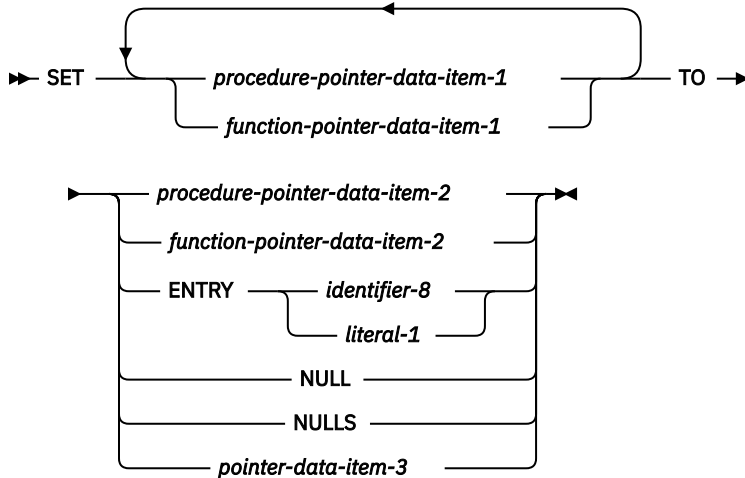 SET procedure-pointer-data-item-1 TO
function-pointer-data-item-1
procedure-pointer-data-item-2
function-pointer-data-item-2
ENTRY identifier-8
literal-1
NULL
NULLS
pointer-data-item-3